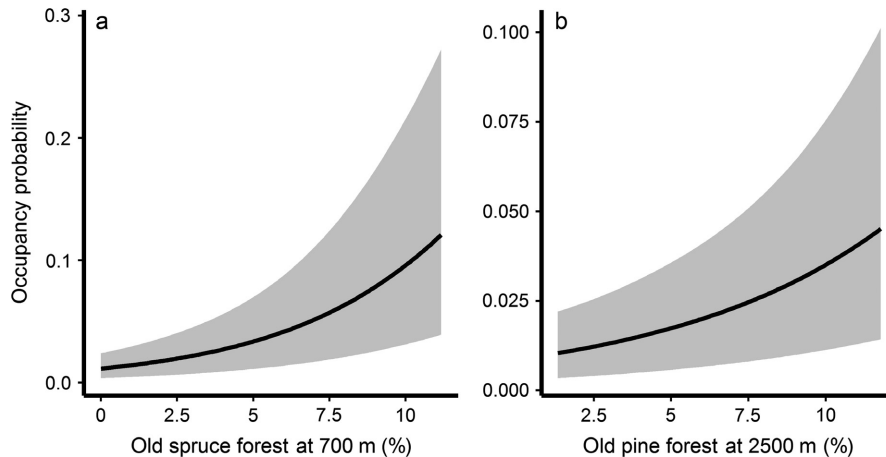 a
Occupancy probability
0.3
0.2
0.1
0.0
0 2.5 5 7.5 10
Old spruce forest at 700 m (%)
b
0.100
0.075
0.050
0.025
0.000
2.5 5 7.5 10
Old pine forest at 2500 m (%)